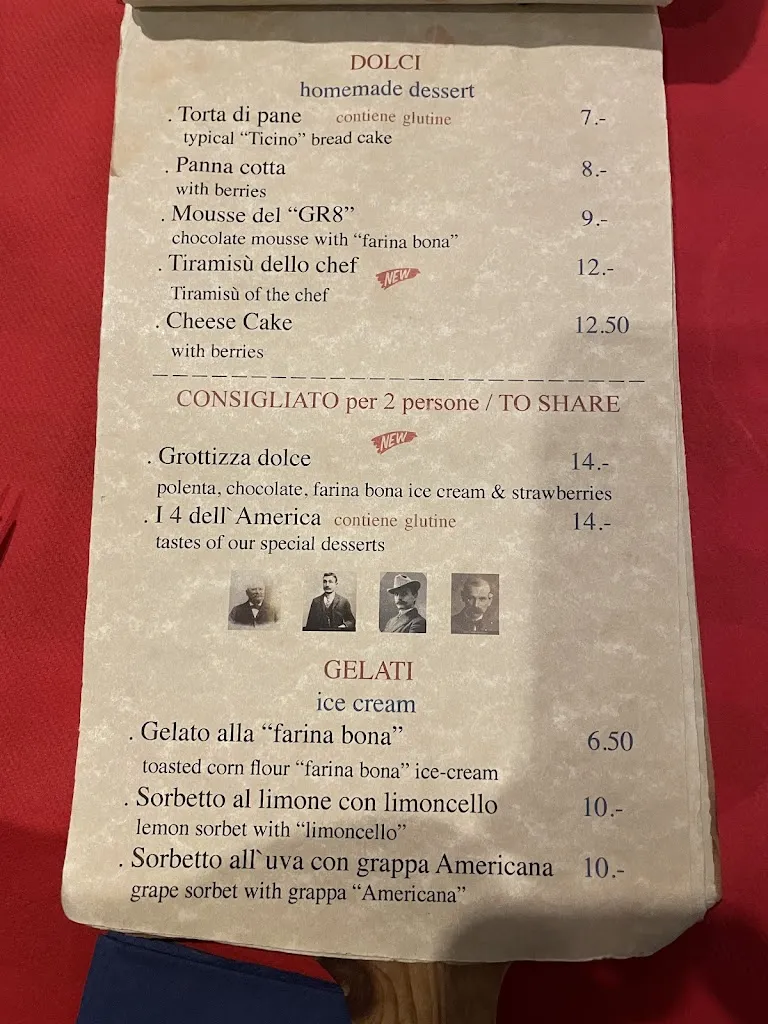 DOLCI
homemade dessert
. Torta di pane contiene glutine 7.-
typical “Ticino” bread cake
. Panna cotta 8.-
with berries
. Mousse del “GR8” 9.-
chocolate mousse with “farina bona”
. Tiramisù dello chef NEW 12.-
Tiramisù of the chef
. Cheese Cake 12.50
with berries
CONSIGLIATO per 2 persone / TO SHARE
NEW
. Grottizza dolce 14.-
polenta, chocolate, farina bona ice cream & strawberries
. I 4 dell`America contiene glutine 14.-
tastes of our special desserts
GELATI
ice cream
. Gelato alla “farina bona” 6.50
toasted corn flour “farina bona” ice-cream
. Sorbetto al limone con limoncello 10.-
lemon sorbet with “limoncello”
. Sorbetto all`uva con grappa Americana 10.-
grape sorbet with grappa “Americana”